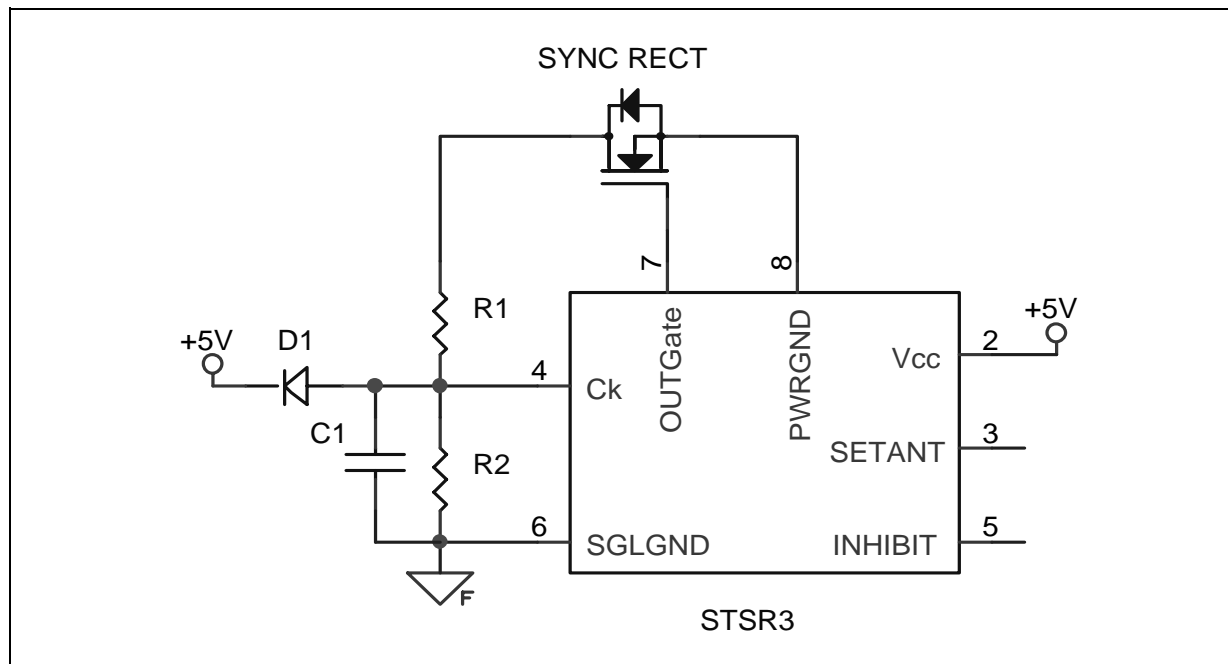 SYNC RECT
7
8
R1
+5V
D1
4
Ck
OUTGate
PWRGND
Vcc
2
+5V
C1
R2
SETANT
3
6
SGLGND
INHIBIT
5
F
STSR3